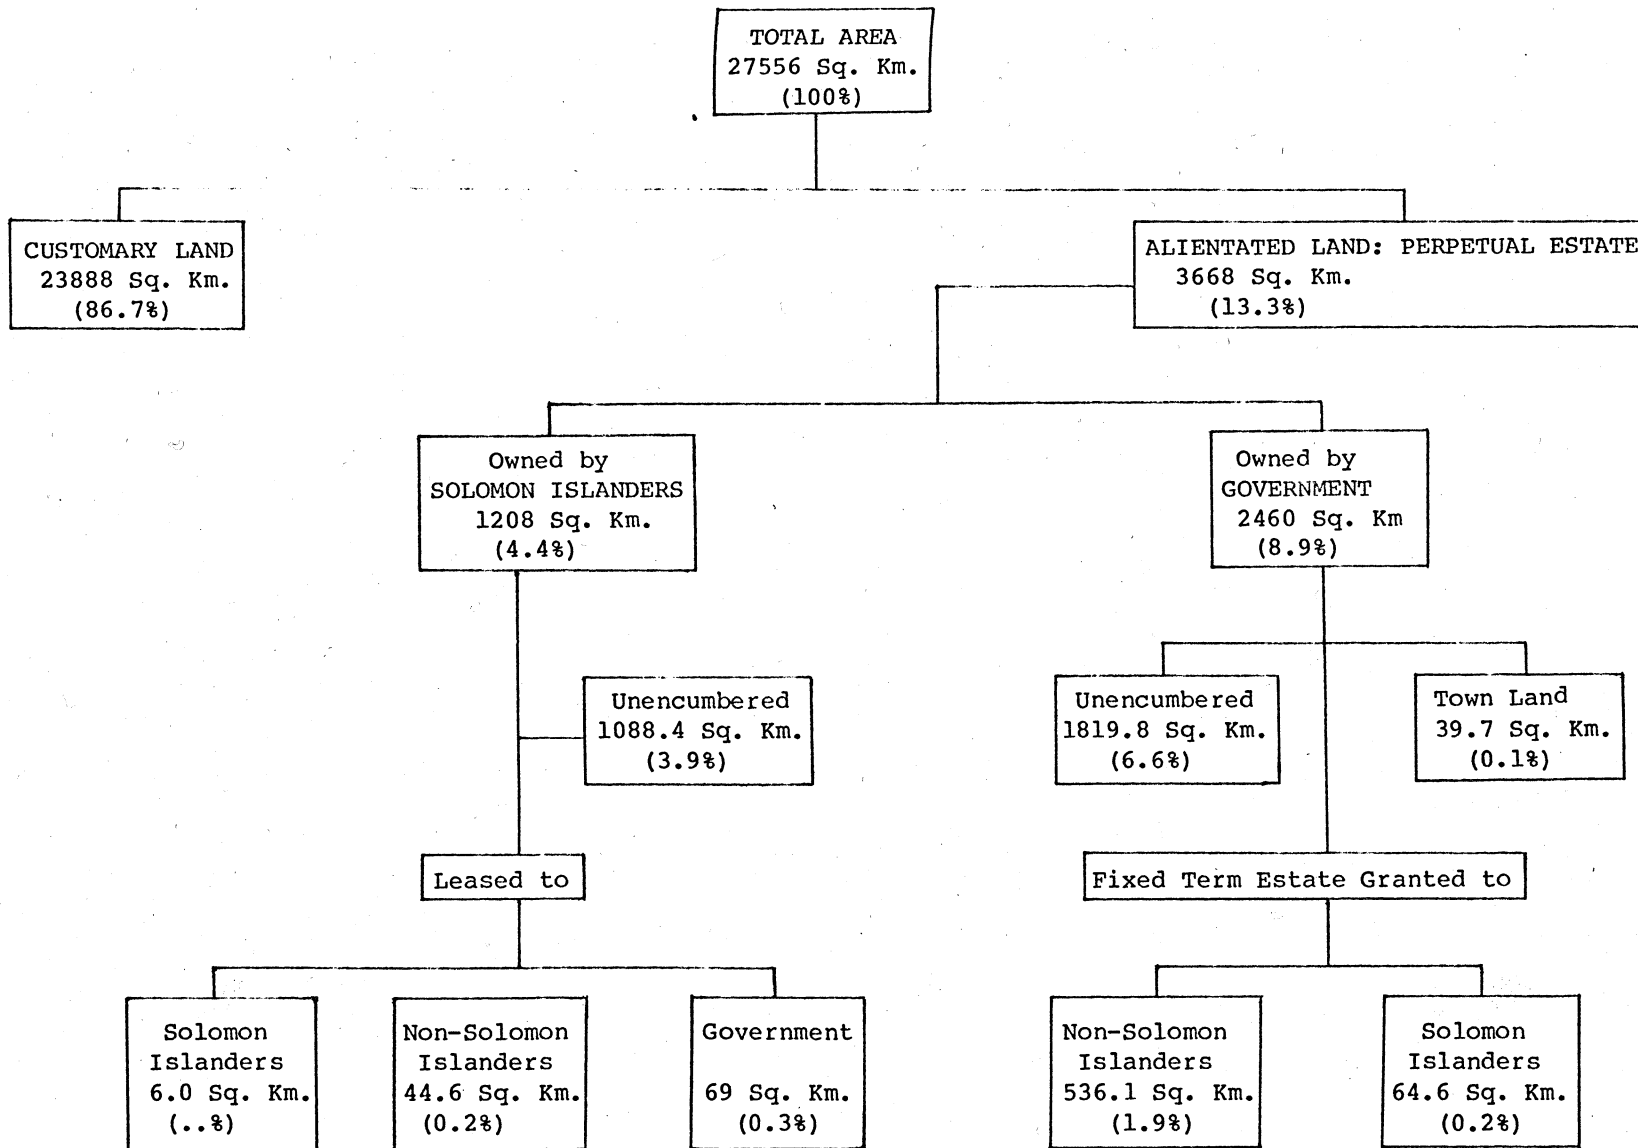 TOTAL AREA
27556 Sq. Km.
(100%)
CUSTOMARY LAND
23888 Sq. Km.
(86.7%)
ALIENTATED LAND: PERPETUAL ESTATE
3668 Sq. Km.
(13.3%)
Owned by
SOLOMON ISLANDERS
1208 Sq. Km.
(4.4%)
Owned by
GOVERNMENT
2460 Sq. Km
(8.9%)
Unencumbered
1088.4 Sq. Km.
(3.9%)
Unencumbered
1819.8 Sq. Km.
(6.6%)
Town Land
39.7 Sq. Km.
(0.1%)
Leased to
Fixed Term Estate Granted to
Solomon
Islanders
6.0 Sq. Km.
(..%)
Non-Solomon
Islanders
44.6 Sq. Km.
(0.2%)
Government
69 Sq. Km.
(0.3%)
Non-Solomon
Islanders
536.1 Sq. Km.
(1.9%)
Solomon
Islanders
64.6 Sq. Km.
(0.2%)